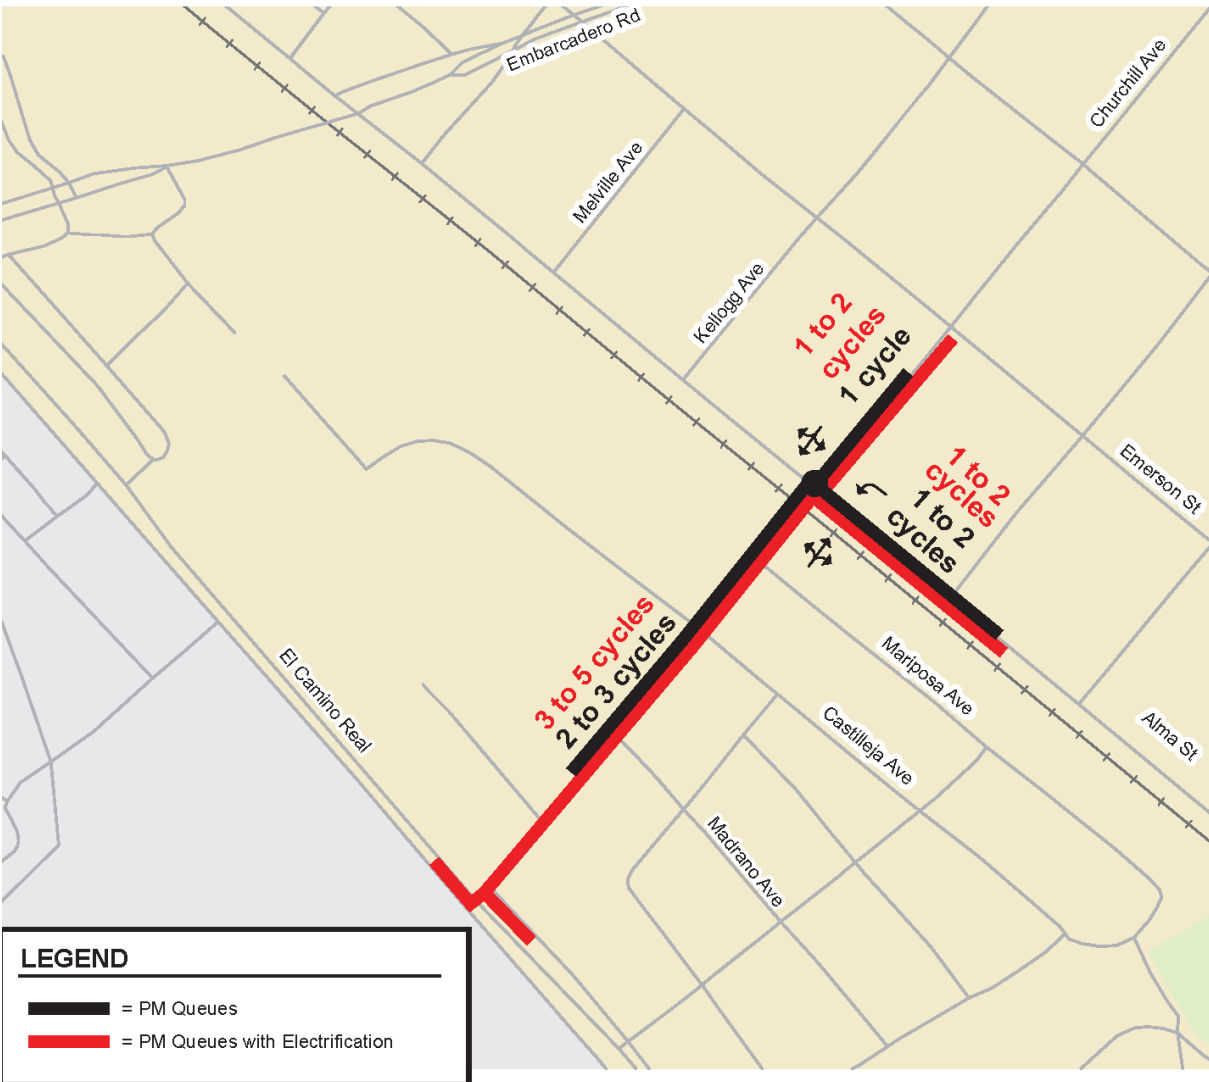 Embarcadero Rd
Churchill Ave
Melville Ave
Kellogg Ave
1 to 2
cycles
1 cycle
1 to 2
cycles
1 to 2
cycles
Emerson St
3 to 5 cycles
2 to 3 cycles
Mariposa Ave
El Camino Real
Castilleja Ave
Alma St
Madrano Ave
LEGEND
= PM Queues
= PM Queues with Electrification